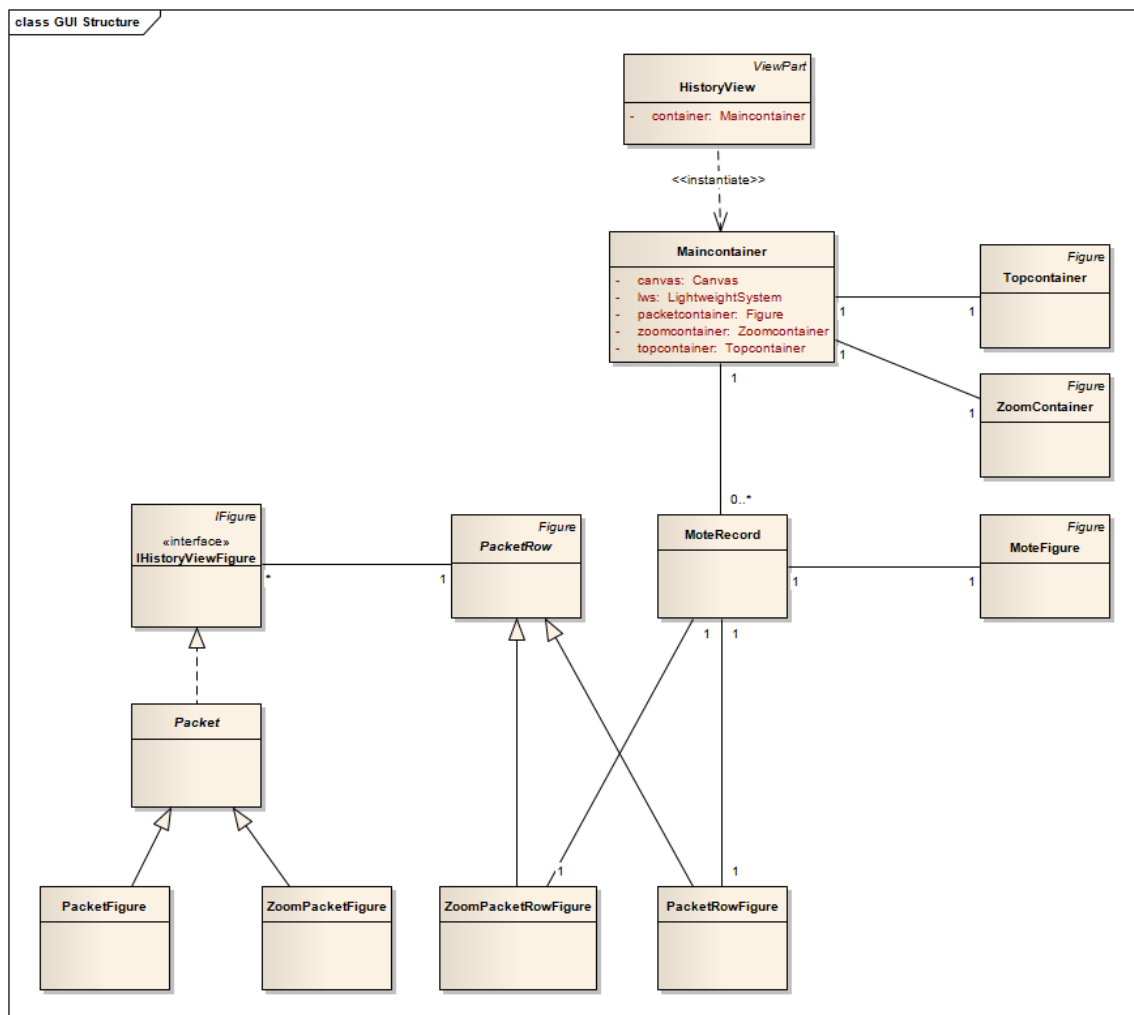 class GUI Structure
ViewPart
HistoryView
- container: Maincontainer
<<instantiate>>
Maincontainer
- canvas: Canvas
- lws: LightweightSystem
- packetcontainer: Figure
- zoomcontainer: Zoomcontainer
- topcontainer: Topcontainer
Figure
Topcontainer
1
1
1
Figure
ZoomContainer
1
1
0..*
IFigure
«interface»
IHistoryViewFigure
*
1
Figure
PacketRow
MoteRecord
1
1
Figure
MoteFigure
1
1
Packet
1
1
PacketFigure
ZoomPacketFigure
ZoomPacketRowFigure
PacketRowFigure